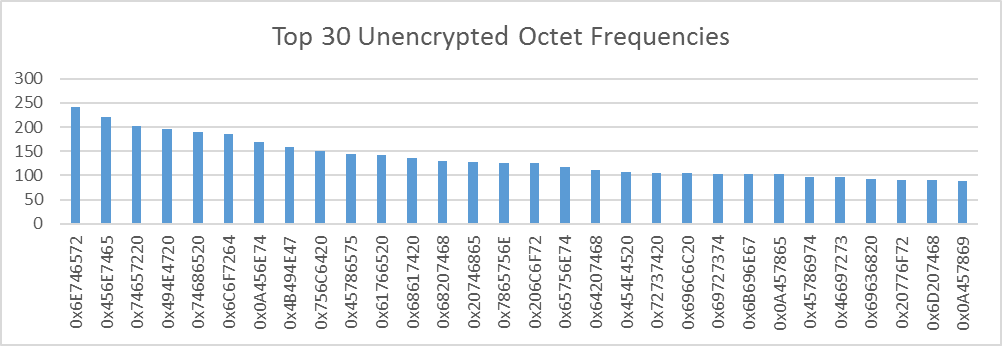 Top 30 Unencrypted Octet Frequencies
300
250
200
150
100
50
0
0x6E746572
0x456E7465
0x74657220
0x494E4720
0x74686520
0x6C6F7264
0x0A456E74
0x4B494E47
0x756C6420
0x45786575
0x61766520
0x68617420
0x68207468
0x20746865
0x7865756E
0x206C6F72
0x65756E74
0x64207468
0x454E4520
0x72737420
0x696C6C20
0x69727374
0x6B696E67
0x0A457865
0x45786974
0x46697273
0x69636820
0x20776F72
0x6D207468
0x0A457869